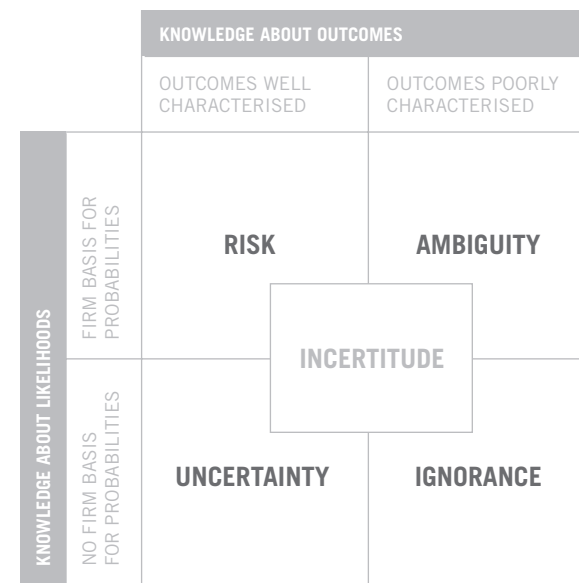 KNOWLEDGE ABOUT OUTCOMES
OUTCOMES WELL
CHARACTERISED
OUTCOMES POORLY
CHARACTERISED
KNOWLEDGE ABOUT LIKELIHOODS
FIRM BASIS FOR
PROBABILITIES
RISK
AMBIGUITY
INCERTITUDE
NO FIRM BASIS
FOR PROBABILITIES
UNCERTAINTY
IGNORANCE